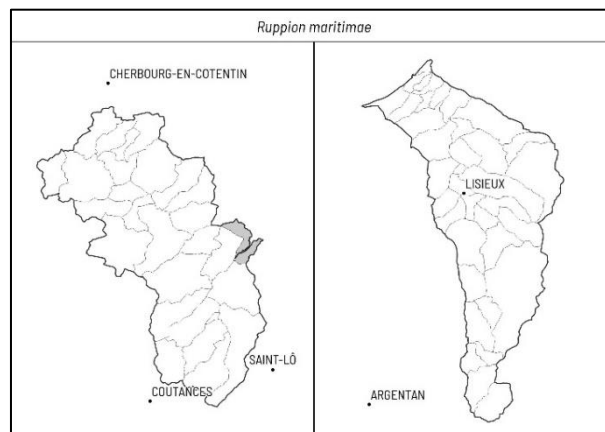 Ruppion maritimae
CHERBOURG-EN-COTENTIN
LISIEUX
SAINT-LÔ
COUTANCES
ARGENTAN